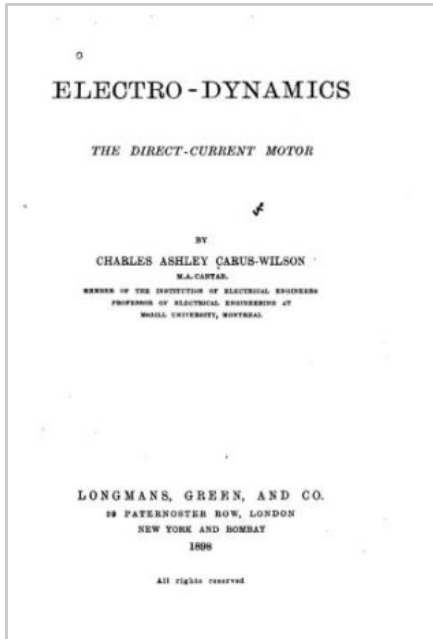 ELECTRO-DYNAMICS
THE DIRECT-CURRENT MOTOR
BY
CHARLES ASHLEY CARUS-WILSON
M.A. CANTAB.
MEMBER OF THE INSTITUTION OF ELECTRICAL ENGINEERS
PROFESSOR OF ELECTRICAL ENGINEERING AT
MCGILL UNIVERSITY, MONTREAL
LONGMANS, GREEN, AND CO.
39 PATERNOSTER ROW, LONDON
NEW YORK AND BOMBAY
1898
All rights reserved